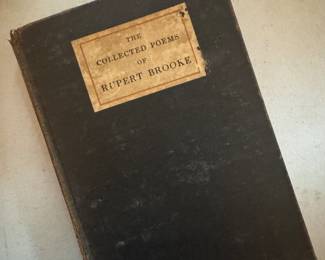 THE
COLLECTED POEMS
OF
RUPERT BROOKE